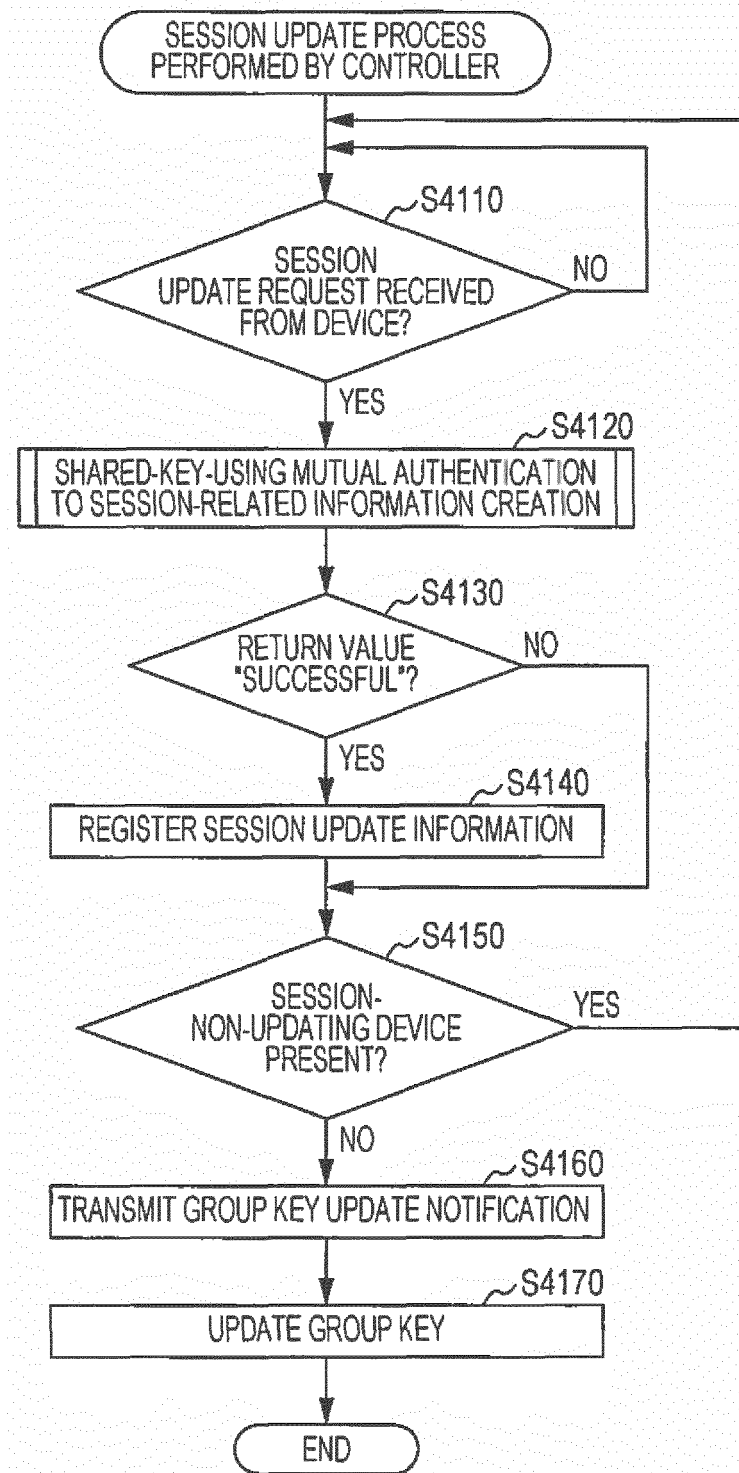 SESSION UPDATE PROCESS
PERFORMED BY CONTROLLER
S4110
SESSION
UPDATE REQUEST RECEIVED
FROM DEVICE?
NO
YES
S4120
SHARED-KEY-USING MUTUAL AUTHENTICATION
TO SESSION-RELATED INFORMATION CREATION
S4130
RETURN VALUE
"SUCCESSFUL"?
NO
YES
S4140
REGISTER SESSION UPDATE INFORMATION
S4150
SESSION-
NON-UPDATING DEVICE
PRESENT?
YES
NO
S4160
TRANSMIT GROUP KEY UPDATE NOTIFICATION
S4170
UPDATE GROUP KEY
END